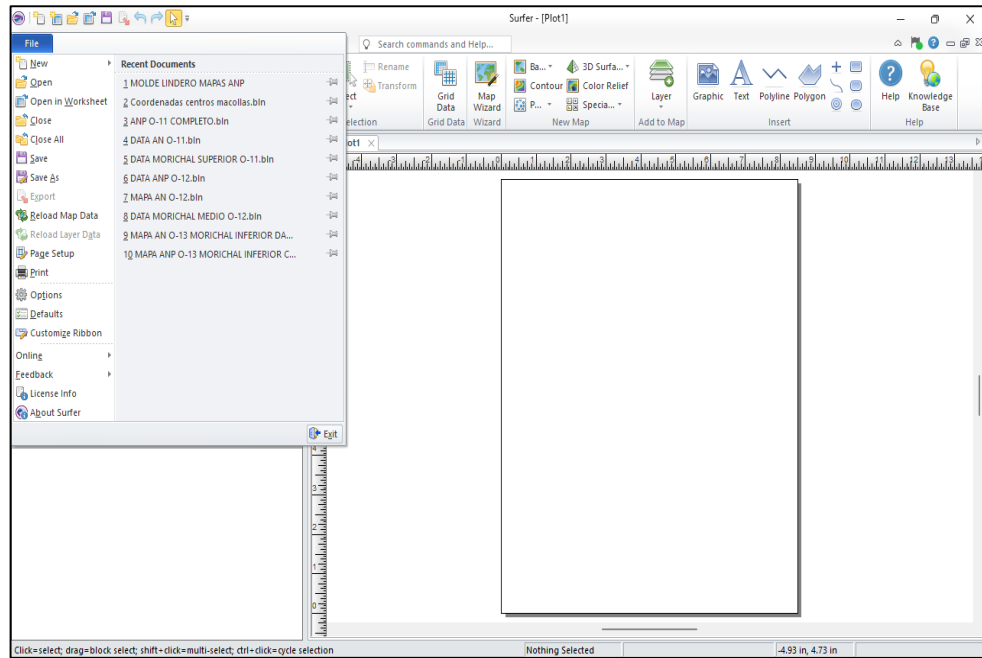 Surfer - [Plot1]
File
Search commands and Help...
New
Open
Open in Worksheet
Close
Close All
Save
Save As
Export
Reload Map Data
Reload Layer Data
Page Setup
Print
Options
Defaults
Customize Ribbon
Online
Feedback
License Info
About Surfer
Recent Documents
1 MOLDE LINDERO MAPAS ANP
2 Coordenadas centros macollas.bln
3 ANP O-11 COMPLETO.bln
4 DATA AN O-11.bln
5 DATA MORICHAL SUPERIOR O-11.bln
6 DATA ANP O-12.bln
7 MAPA AN O-12.bln
8 DATA MORICHAL MEDIO O-12.bln
9 MAPA AN O-13 MORICHAL INFERIOR DA...
10 MAPA ANP O-13 MORICHAL INFERIOR C...
Exit
ect
Rename
Transform
election
Grid Data
Grid Data
Map Wizard
Wizard
Ba...
3D Surfa...
Contour
Color Relief
P...
Specia...
New Map
Layer
Add to Map
Graphic
Text
Polyline
Polygon
Insert
Help
Knowledge Base
Help
ot1
Click=select; drag=block select; shift+click=multi-select; ctrl+click=cycle selection
Nothing Selected
-4.93 in, 4.73 in